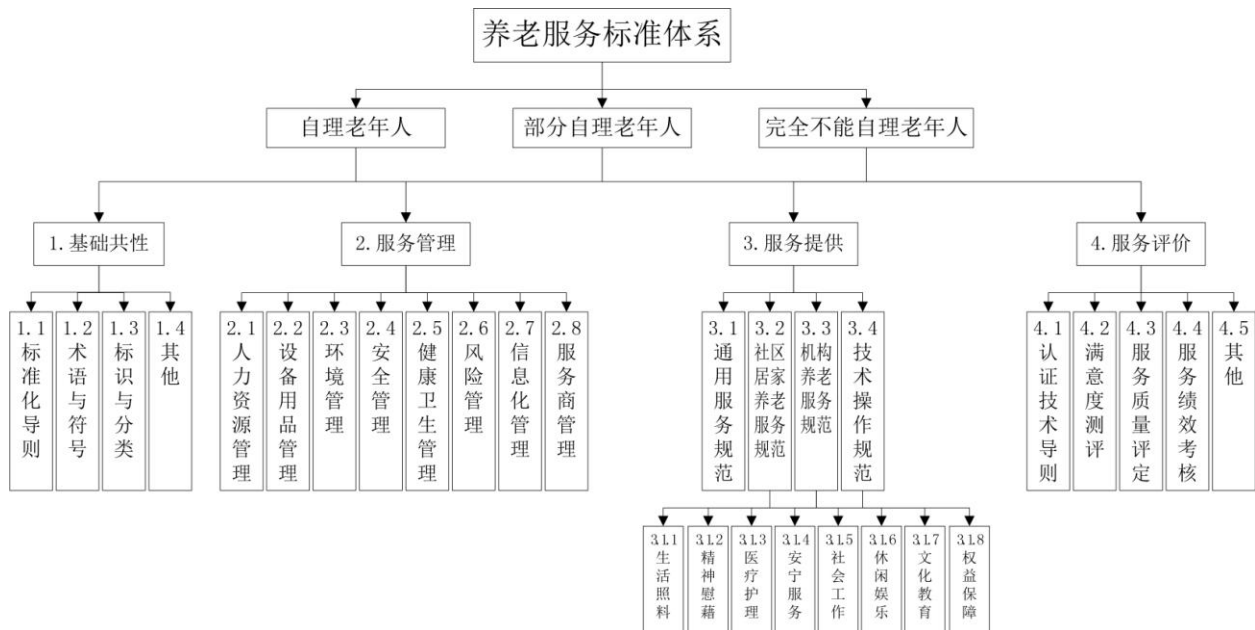 养老服务标准体系
自理老年人
部分自理老年人
完全不能自理老年人
1.基础共性
2.服务管理
3.服务提供
4.服务评价
1.1标准化导则
1.2术语与符号
1.3标识与分类
1.4其他
2.1人力资源管理
2.2设备用品管理
2.3环境管理
2.4安全管理
2.5健康卫生管理
2.6风险管理
2.7信息化管理
2.8服务商管理
3.1通用服务规范
3.2社区居家养老服务规范
3.3机构养老服务规范
3.4技术操作规范
4.1认证技术导则
4.2满意度测评
4.3服务质量评定
4.4服务绩效考核
4.5其他
3.1.1生活照料
3.1.2精神慰藉
3.1.3医疗护理
3.1.4安宁服务
3.1.5社会工作
3.1.6休闲娱乐
3.1.7文化教育
3.1.8权益保障